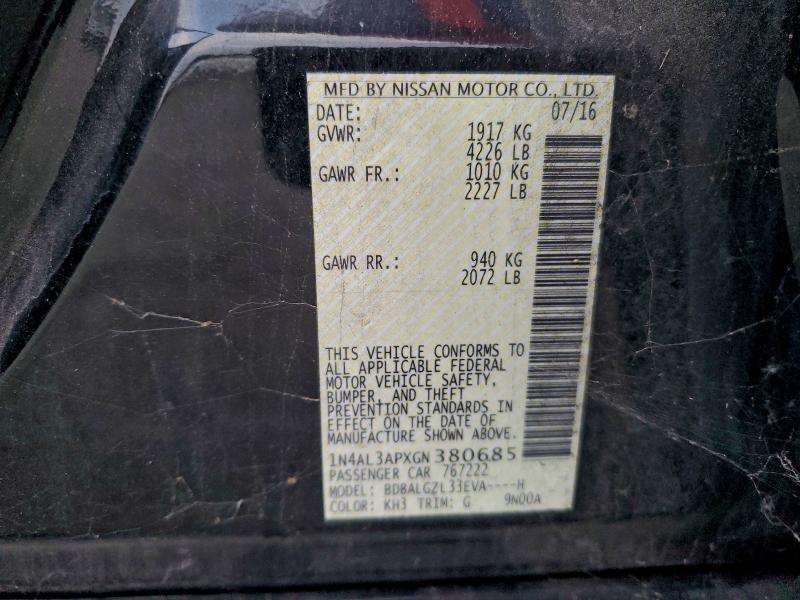 MFD BY NISSAN MOTOR CO., LTD.
DATE: 07/16
GVWR: 1917 KG
4226 LB
GAWR FR.: 1010 KG
2227 LB
GAWR RR.: 940 KG
2072 LB
THIS VEHICLE CONFORMS TO
ALL APPLICABLE FEDERAL
MOTOR VEHICLE SAFETY,
BUMPER, AND THEFT
PREVENTION STANDARDS IN
EFFECT ON THE DATE OF
MANUFACTURE SHOWN ABOVE.
1N4AL3APXGN 380685
PASSENGER CAR 767222
MODEL: BDBALGZL33EVA----H
COLOR: KH3 TRIM: G 9N00A